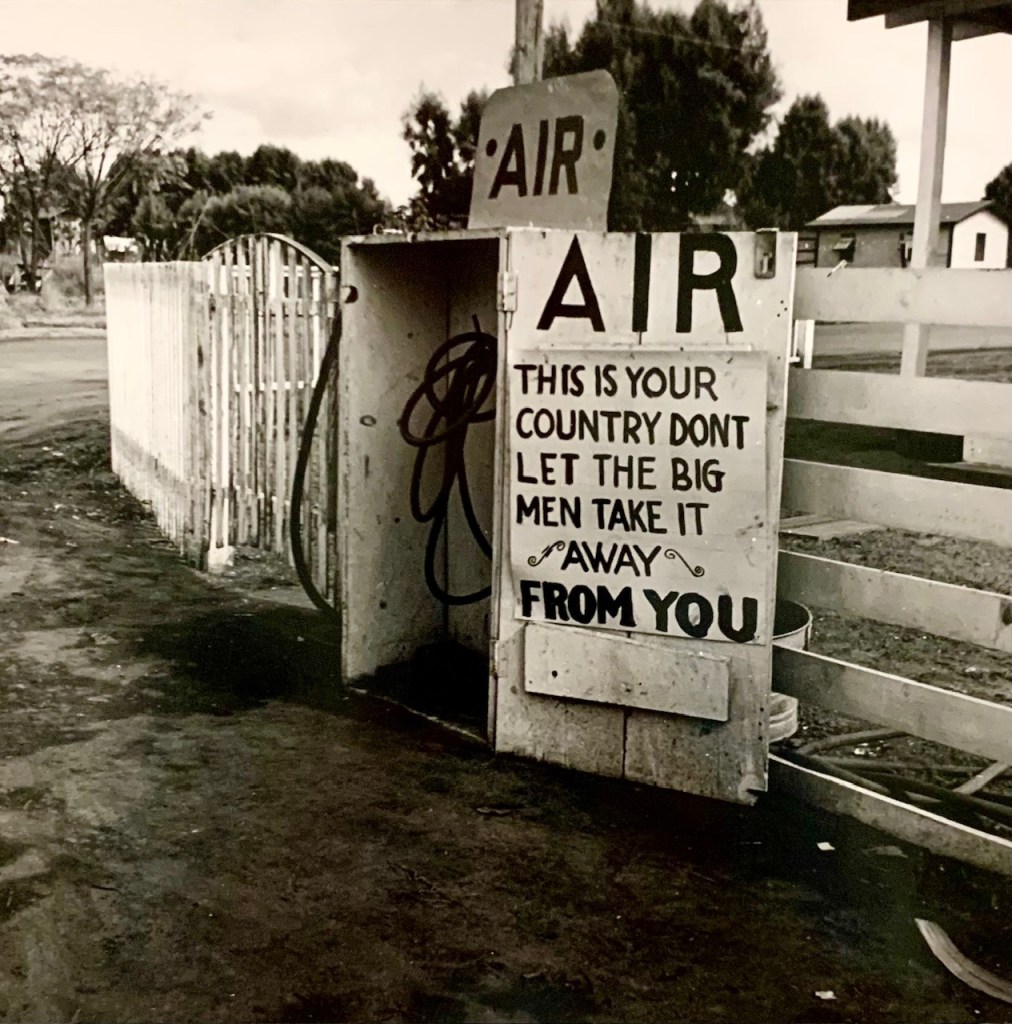 •AIR•
AIR
THIS IS YOUR
COUNTRY DONT
LET THE BIG
MEN TAKE IT
AWAY
FROM YOU